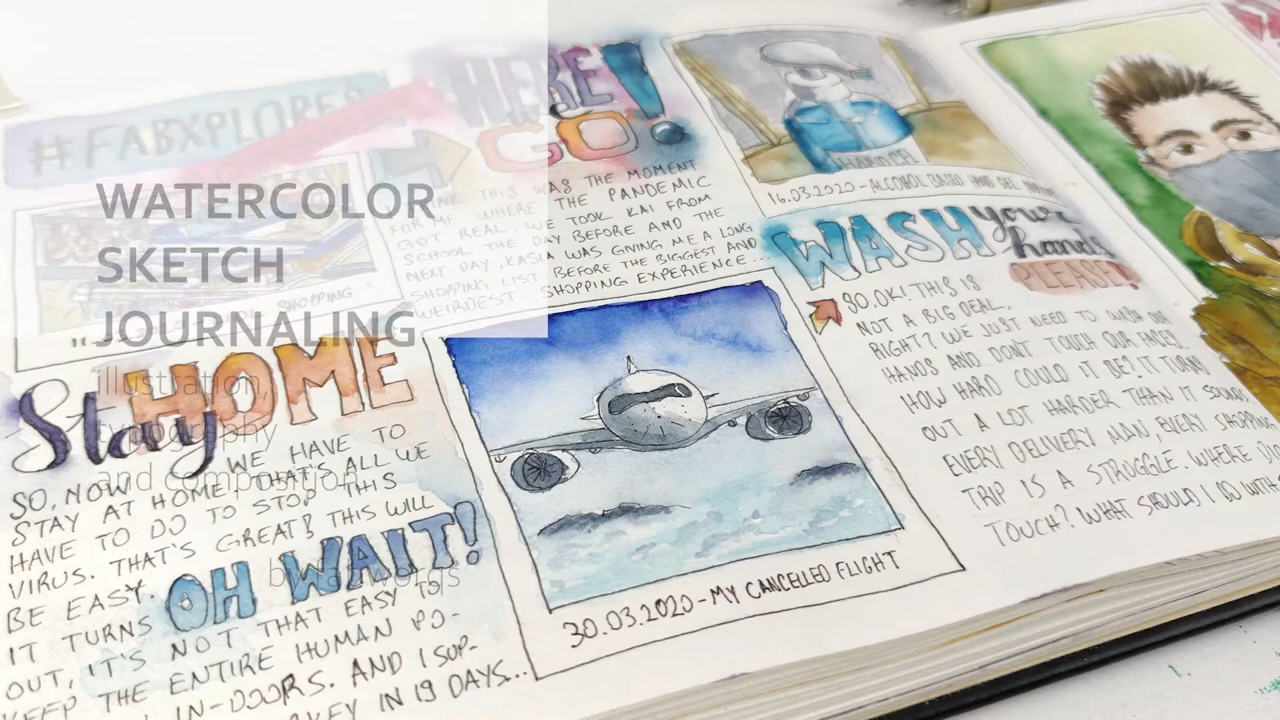 WATERCOLOR
SKETCH
JOURNALING
illustration,
typography
and composition
#FABXPLORES
SHOPPING
HERE
GO!
THIS WAS THE MOMENT
FOR ME WHERE THE PANDEMIC
GOT REAL. WE TOOK KAI FROM
SCHOOL THE DAY BEFORE AND THE
NEXT DAY, KASIA WAS GIVING ME A LONG
SHOPPING LIST BEFORE THE BIGGEST AND
WEIRDEST SHOPPING EXPERIENCE...
Stay HOME
SO, NOW WE HAVE TO
STAY AT HOME, THAT'S ALL WE
HAVE TO DO TO STOP THIS
VIRUS. THAT'S GREAT! THIS WILL
BE EASY.
OH WAIT!
IT TURNS
OUT, IT'S NOT THAT EASY TO
KEEP THE ENTIRE HUMAN PO-
IN-DOORS. AND I SUP-
IN 19 DAYS...
30.03.2020-MY CANCELLED FLIGHT
16.03.2020-ALCOHOL BASED HAND GEL
WASH your
hands
PLEASE!
SO, OK! THIS IS
NOT A BIG DEAL,
RIGHT? WE JUST NEED TO WASH OUR
HANDS AND DON'T TOUCH OUR FACES.
HOW HARD COULD IT BE? IT TURNS
OUT A LOT HARDER THAN IT SOUNDS
EVERY DELIVERY MAN, EVERY SHOPPING
TRIP IS A STRUGGLE. WHERE DO
TOUCH? WHAT SHOULD I DO WITH